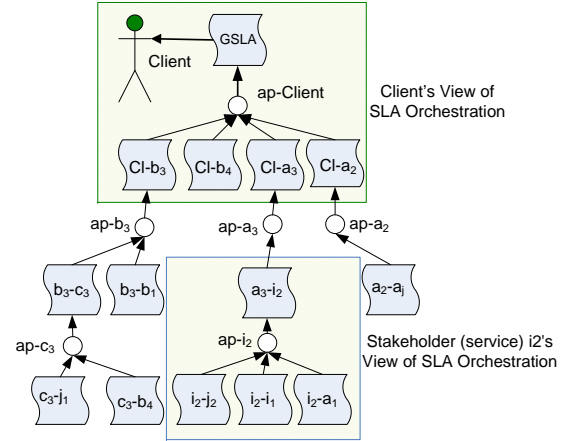 GSLA
Client
ap-Client
Client's View of
SLA Orchestration
Cl-b₃
Cl-b₄
Cl-a₃
Cl-a₂
ap-b₃
ap-a₃
ap-a₂
b₃-c₃
b₃-b₁
a₃-i₂
a₂-aⱼ
ap-c₃
ap-i₂
Stakeholder (service) i2's
View of SLA Orchestration
c₃-j₁
c₃-b₄
i₂-j₂
i₂-i₁
i₂-a₁